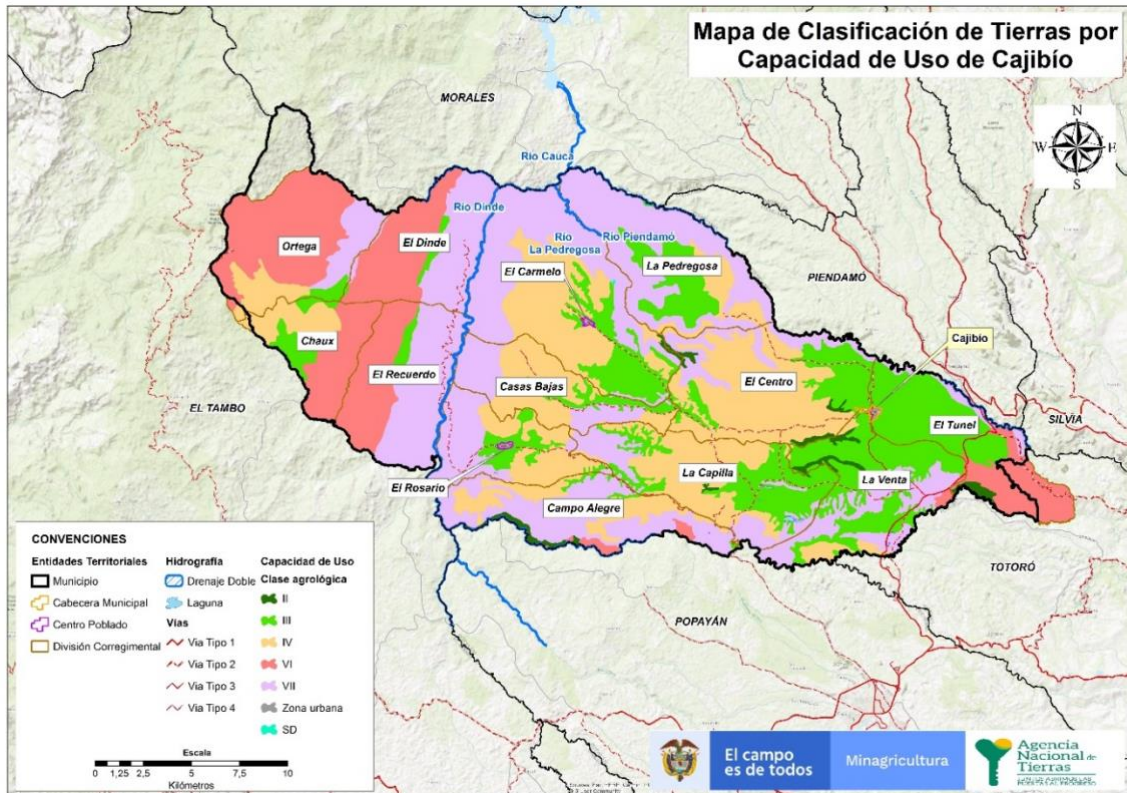 Mapa de Clasificación de Tierras por
Capacidad de Uso de Cajibío
N
W
E
S
MORALES
Río Cauca
Río Dinde
Río
La Pedregosa
Río Piendamó
Ortega
El Dinde
El Carmelo
La Pedregosa
PIENDAMÓ
Chaux
El Recuerdo
Casas Bajas
El Centro
Cajibío
EL TAMBO
El Tunel
SILVIA
El Rosario
La Capilla
La Venta
Campo Alegre
TOTORÓ
POPAYÁN
CONVENCIONES
Entidades Territoriales
Municipio
Cabecera Municipal
Centro Poblado
División Corregimental
Hidrografía
Drenaje Doble
Laguna
Vías
Via Tipo 1
Via Tipo 2
Via Tipo 3
Via Tipo 4
Capacidad de Uso
Clase agrológica
II
III
IV
VI
VII
Zona urbana
SD
Escala
0 1,25 2,5 5 7,5 10
Kilómetros
El campo
es de todos
Minagricultura
Agencia
Nacional de
Tierras